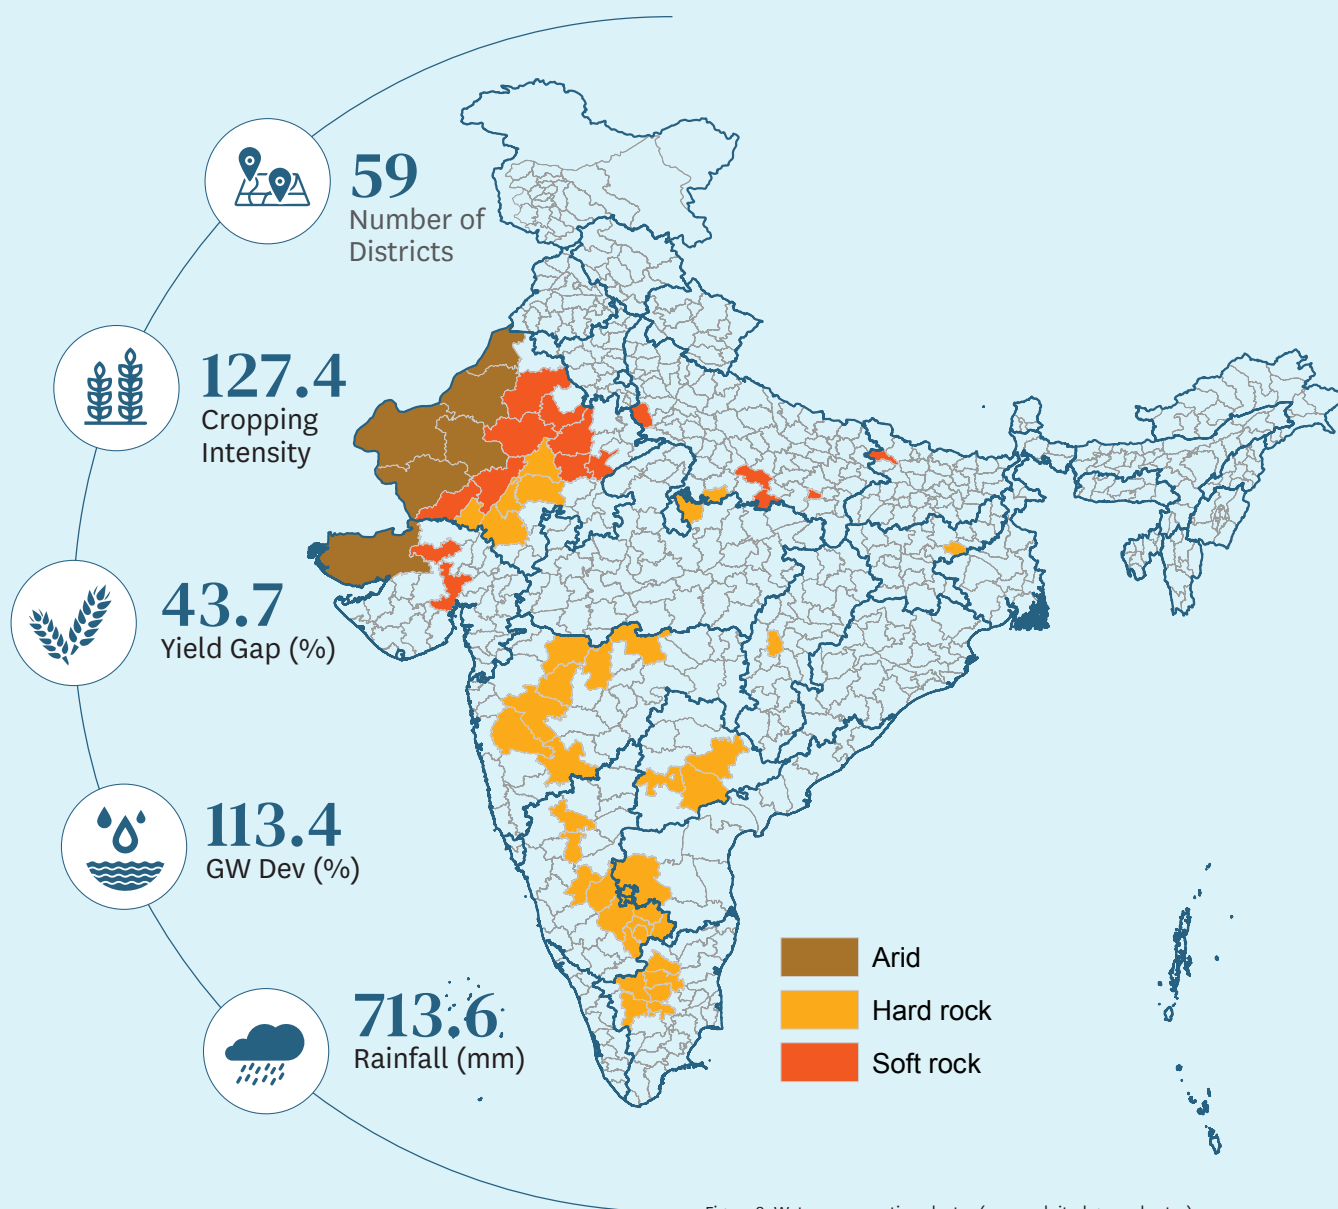 59
Number of
Districts
127.4
Cropping
Intensity
43.7
Yield Gap (%)
113.4
GW Dev (%)
713.6
Rainfall (mm)
Arid
Hard rock
Soft rock